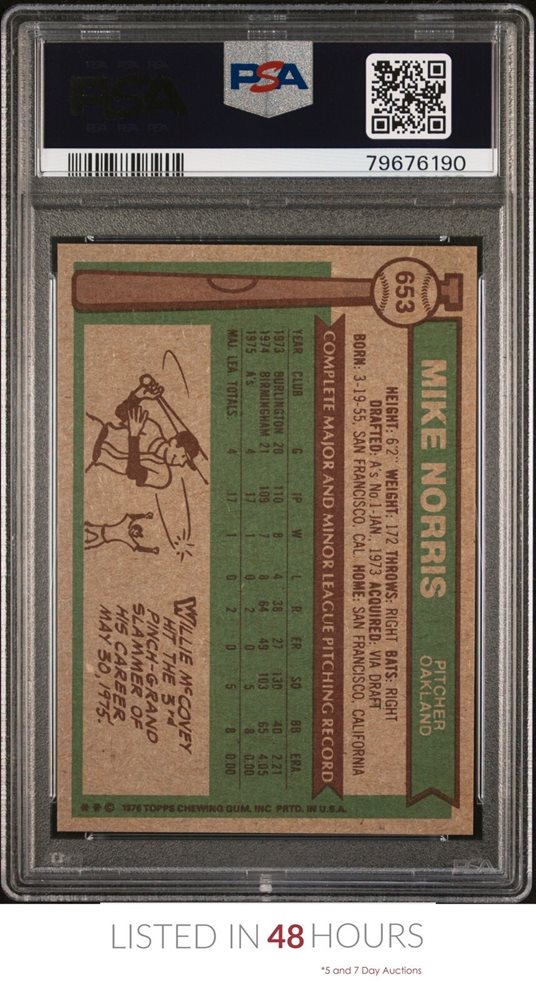 PSA
79676190
653
MIKE NORRIS
PITCHER
OAKLAND
HEIGHT: 6'2" WEIGHT: 172 THROWS: RIGHT BATS: RIGHT
DRAFTED: A's No.1-JAN., 1973 ACQUIRED: VIA DRAFT
BORN: 3-19-55, SAN FRANCISCO, CAL. HOME: SAN FRANCISCO, CALIFORNIA
COMPLETE MAJOR AND MINOR LEAGUE PITCHING RECORD
YEAR CLUB G IP W L R ER SO BB ERA
1973 BURLINGTON 20 110 8 4 38 27 130 40 2.21
1974 BIRMINGHAM 21 109 7 8 64 49 103 65 4.05
1975 A's 4 17 1 0 2 0 5 8 0.00
MAJ. LEA. TOTALS 4 17 1 0 2 0 5 8 0.00
WILLIE McCOVEY
HIT THE 3rd
PINCH-GRAND
SLAMMER OF
HIS CAREER
MAY 30, 1975.
** © 1976 TOPPS CHEWING GUM, INC. PRTD. IN U.S.A.
PSA
LISTED IN 48 HOURS
*5 and 7 Day Auctions